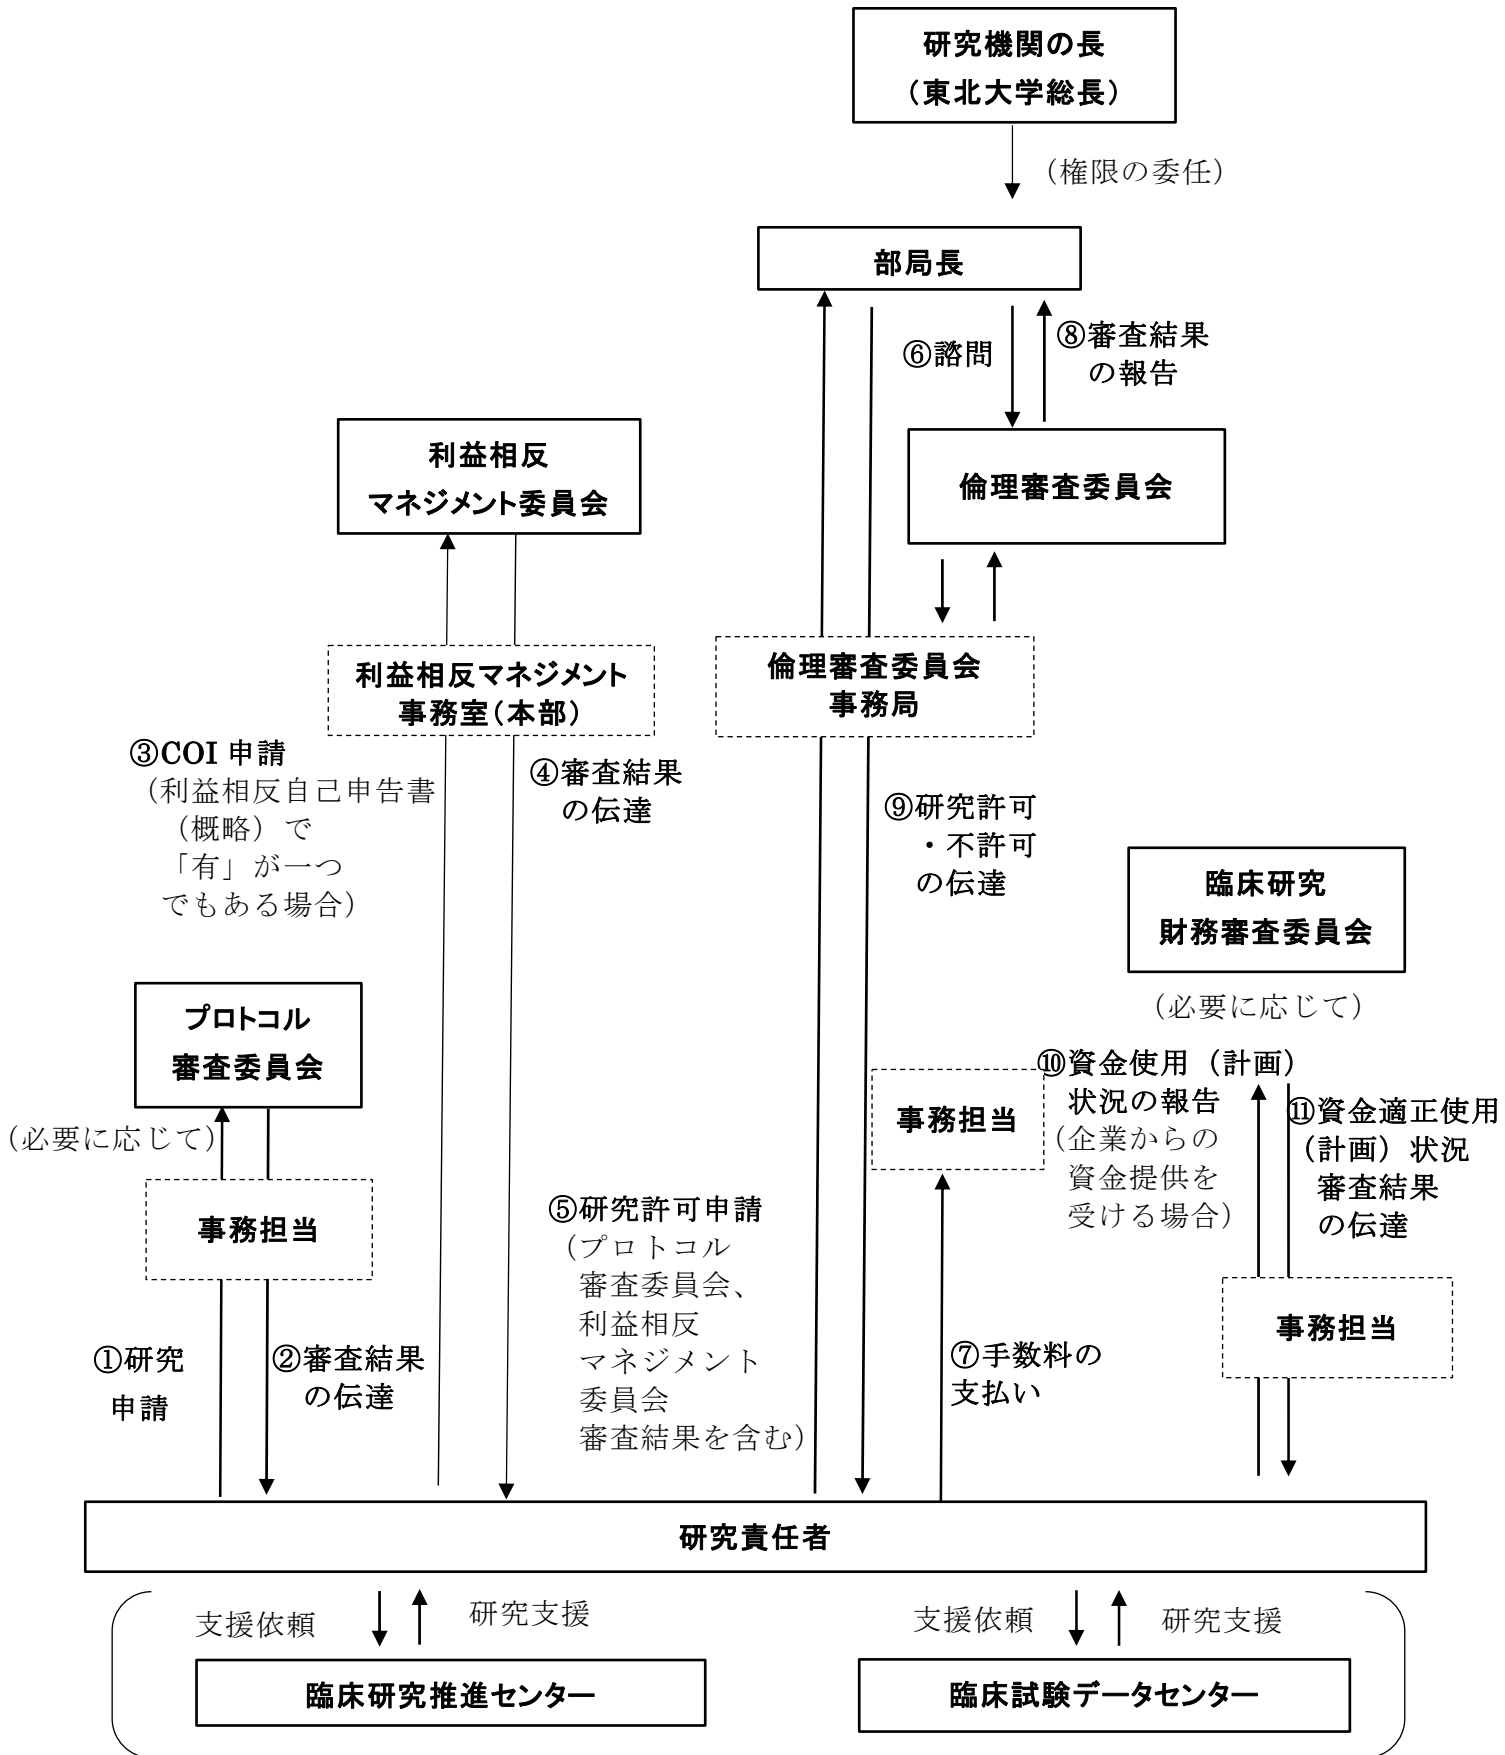 研究機関の長
（東北大学総長）
（権限の委任）
部局長
⑥諮問
⑧審査結果
の報告
利益相反
マネジメント委員会
倫理審査委員会
利益相反マネジメント
事務室（本部）
倫理審査委員会
事務局
③COI 申請
（利益相反自己申告書
（概略）で
「有」が一つ
でもある場合）
④審査結果
の伝達
⑨研究許可
・不許可
の伝達
臨床研究
財務審査委員会
（必要に応じて）
プロトコル
審査委員会
（必要に応じて）
事務担当
①研究
申請
②審査結果
の伝達
⑤研究許可申請
（プロトコル
審査委員会、
利益相反
マネジメント
委員会
審査結果を含む）
事務担当
⑦手数料の
支払い
⑩資金使用（計画）
状況の報告
（企業からの
資金提供を
受ける場合）
⑪資金適正使用
（計画）状況
審査結果
の伝達
事務担当
研究責任者
支援依頼
研究支援
支援依頼
研究支援
臨床研究推進センター
臨床試験データセンター